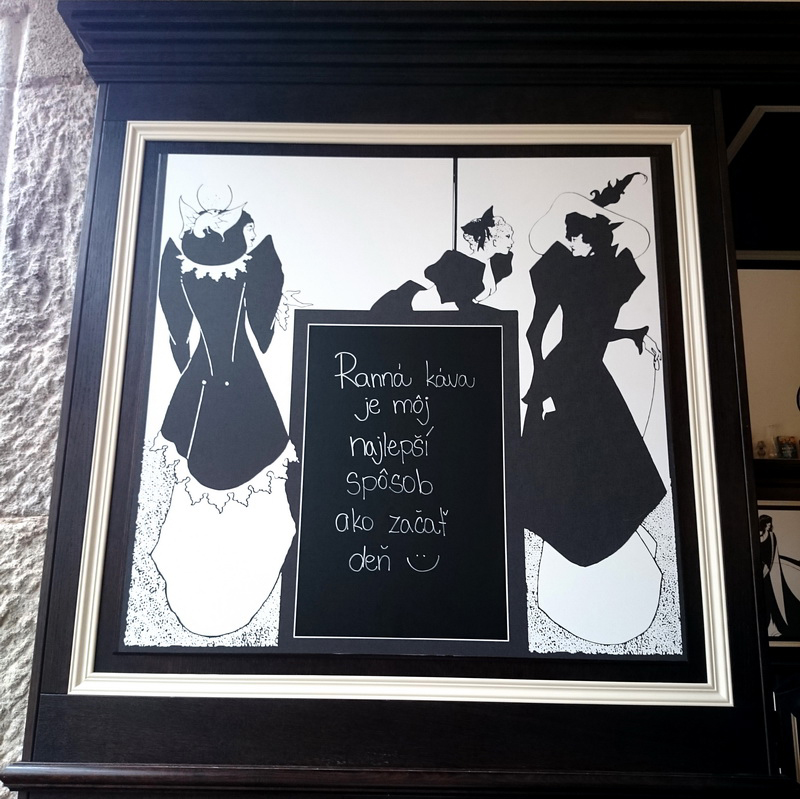 Ranná káva
je môj
najlepší
spôsob
ako začať
deň